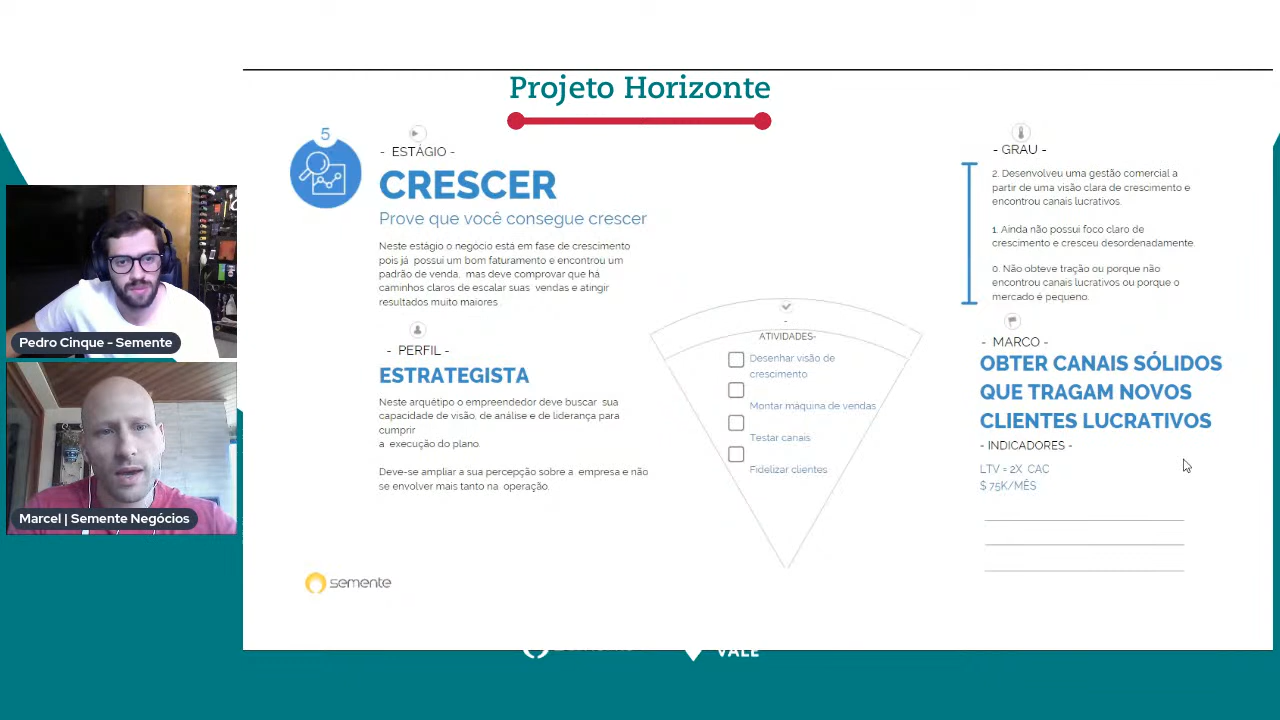 Projeto Horizonte
5
- ESTÁGIO -
CRESCER
Prove que você consegue crescer
Neste estágio o negócio está em fase de crescimento
pois já possui um bom faturamento e encontrou um
padrão de venda, mas deve comprovar que há
caminhos claros de escalar suas vendas e atingir
resultados muito maiores
- PERFIL -
ESTRATEGISTA
Neste arquétipo o empreendedor deve buscar sua
capacidade de visão, de análise e de liderança para
cumprir
a execução do plano.
Deve-se ampliar a sua percepção sobre a empresa e não
se envolver mais tanto na operação.
-
ATIVIDADES-
Desenhar visão de
crescimento
Montar máquina de vendas
Testar canais
Fidelizar clientes
- GRAU -
2. Desenvolveu uma gestão comercial a
partir de uma visão clara de crescimento e
encontrou canais lucrativos.
1. Ainda não possui foco claro de
crescimento e cresceu desordenadamente.
0. Não obteve tração ou porque não
encontrou canais lucrativos ou porque o
mercado é pequeno.
- MARCO -
OBTER CANAIS SÓLIDOS
QUE TRAGAM NOVOS
CLIENTES LUCRATIVOS
- INDICADORES -
LTV = 2X CAC
$ 75K/MÊS
semente
Pedro Cinque - Semente
Marcel | Semente Negócios
VALE